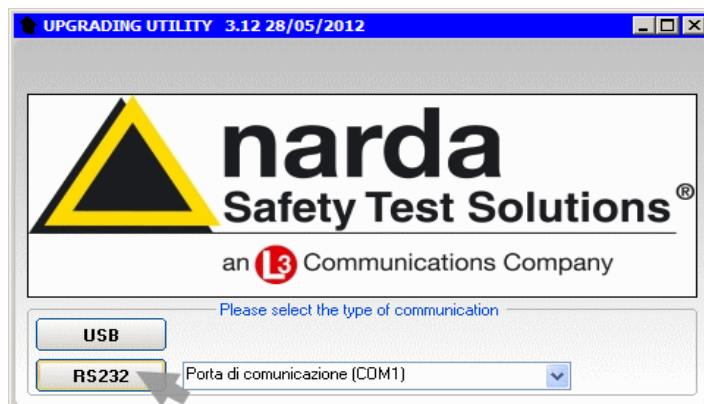 UPGRADING UTILITY 3.12 28/05/2012
narda
Safety Test Solutions®
an L3 Communications Company
Please select the type of communication
USB
RS232
Porta di comunicazione (COM1)